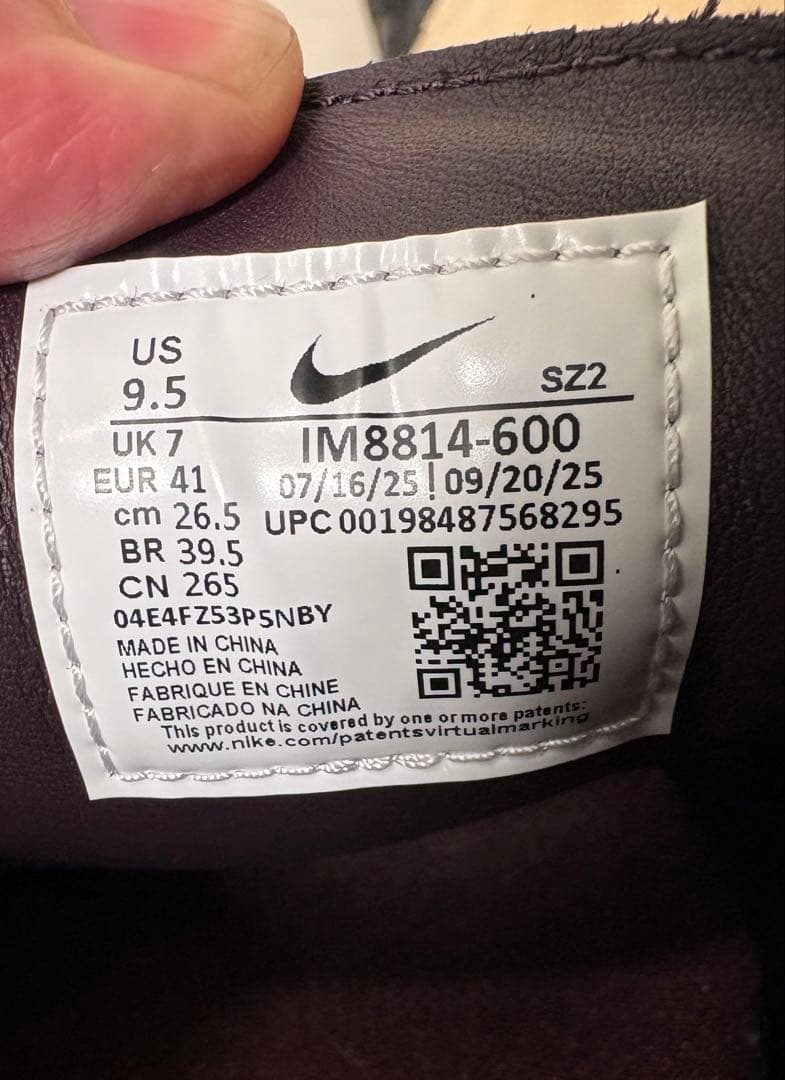 US
9.5
SZ2
UK 7
IM8814-600
EUR 41
07/16/25 | 09/20/25
cm 26.5
UPC 00198487568295
BR 39.5
CN 265
04E4FZ53P5NBY
MADE IN CHINA
HECHO EN CHINA
FABRIQUE EN CHINE
FABRICADO NA CHINA
This product is covered by one or more patents:
www.nike.com/patentsvirtualmarking